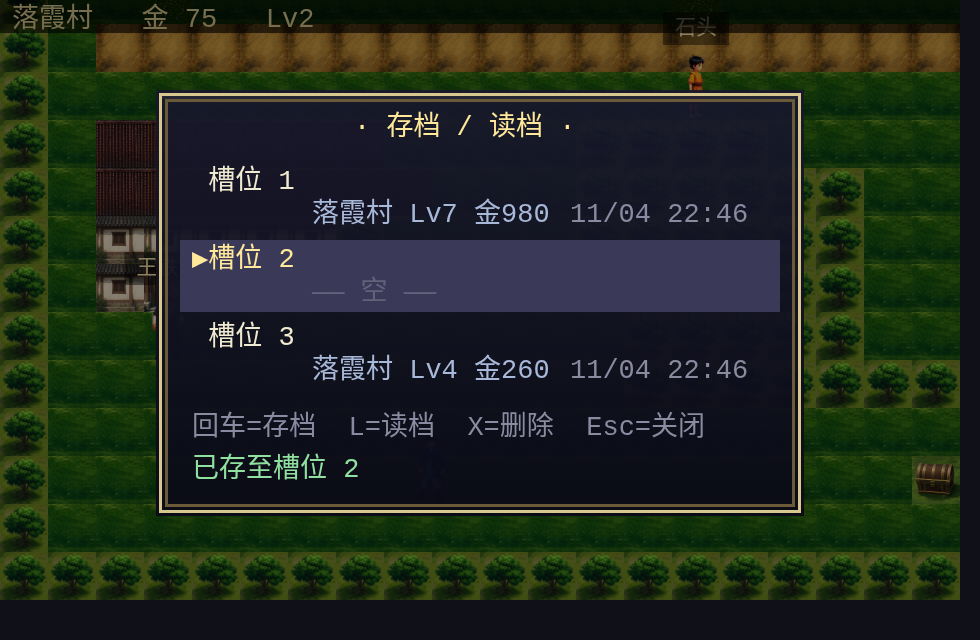 落霞村 金 75 Lv2
石头
· 存档 / 读档 ·
槽位 1
落霞村 Lv7 金980 11/04 22:46
王
▶槽位 2
—— 空 ——
槽位 3
落霞村 Lv4 金260 11/04 22:46
回车=存档 L=读档 X=删除 Esc=关闭
已存至槽位 2